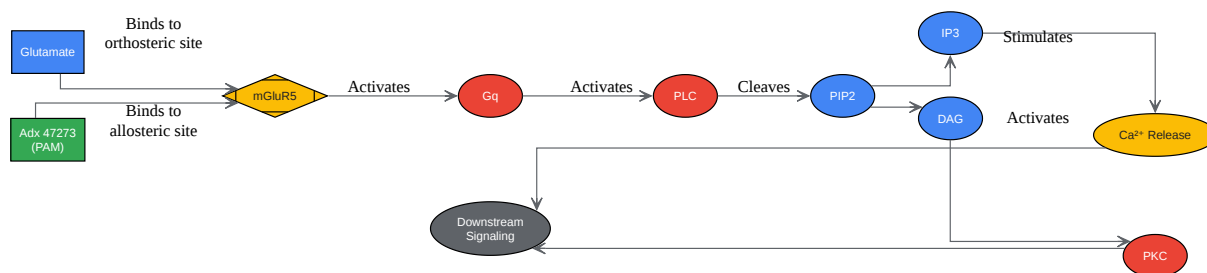 Binds to
orthosteric site
Glutamate
mGluR5
Activates
Gq
Activates
PLC
Cleaves
PIP2
IP3
Stimulates
DAG
Activates
Ca²⁺ Release
Binds to
allosteric site
Adx 47273
(PAM)
Downstream
Signaling
PKC